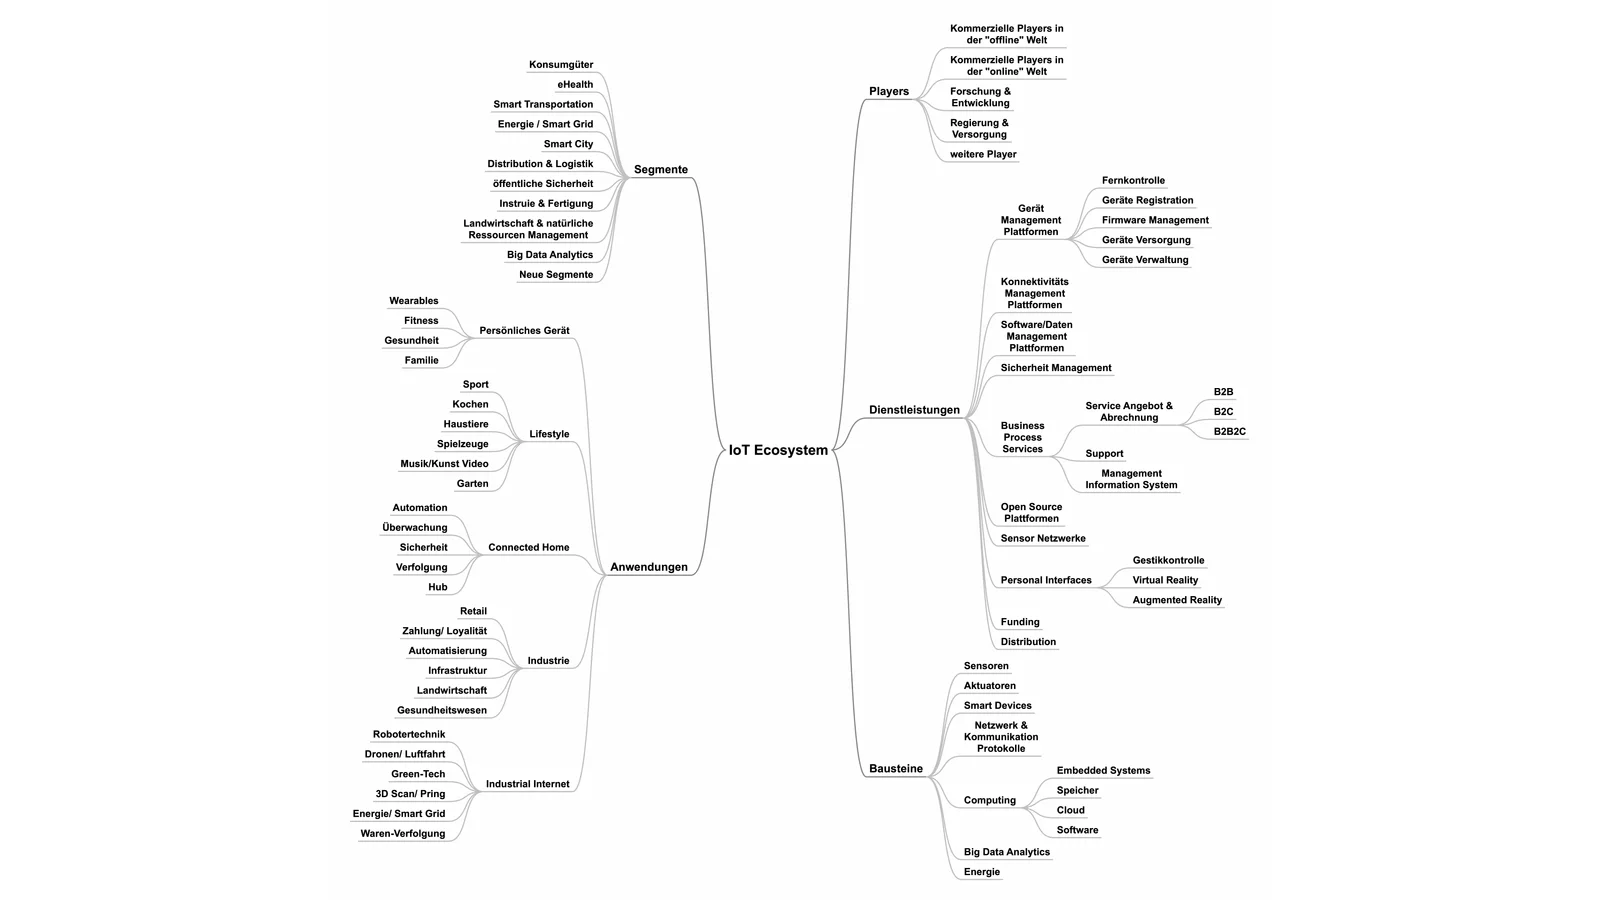 IoT Ecosystem
Segmente
Konsumgüter
eHealth
Smart Transportation
Energie / Smart Grid
Smart City
Distribution & Logistik
öffentliche Sicherheit
Instruie & Fertigung
Landwirtschaft & natürliche
Ressourcen Management
Big Data Analytics
Neue Segmente
Anwendungen
Persönliches Gerät
Wearables
Fitness
Gesundheit
Familie
Lifestyle
Sport
Kochen
Haustiere
Spielzeuge
Musik/Kunst Video
Garten
Connected Home
Automation
Überwachung
Sicherheit
Verfolgung
Hub
Industrie
Retail
Zahlung/ Loyalität
Automatisierung
Infrastruktur
Landwirtschaft
Gesundheitswesen
Industrial Internet
Robotertechnik
Dronen/ Luftfahrt
Green-Tech
3D Scan/ Pring
Energie/ Smart Grid
Waren-Verfolgung
Players
Kommerzielle Players in
der "offline" Welt
Kommerzielle Players in
der "online" Welt
Forschung &
Entwicklung
Regierung &
Versorgung
weitere Player
Dienstleistungen
Gerät
Management
Plattformen
Fernkontrolle
Geräte Registration
Firmware Management
Geräte Versorgung
Geräte Verwaltung
Konnektivitäts
Management
Plattformen
Software/Daten
Management
Plattformen
Sicherheit Management
Business
Process
Services
Service Angebot &
Abrechnung
B2B
B2C
B2B2C
Support
Management
Information System
Open Source
Plattformen
Sensor Netzwerke
Personal Interfaces
Gestikkontrolle
Virtual Reality
Augmented Reality
Funding
Distribution
Bausteine
Sensoren
Aktuatoren
Smart Devices
Netzwerk &
Kommunikation
Protokolle
Computing
Embedded Systems
Speicher
Cloud
Software
Big Data Analytics
Energie